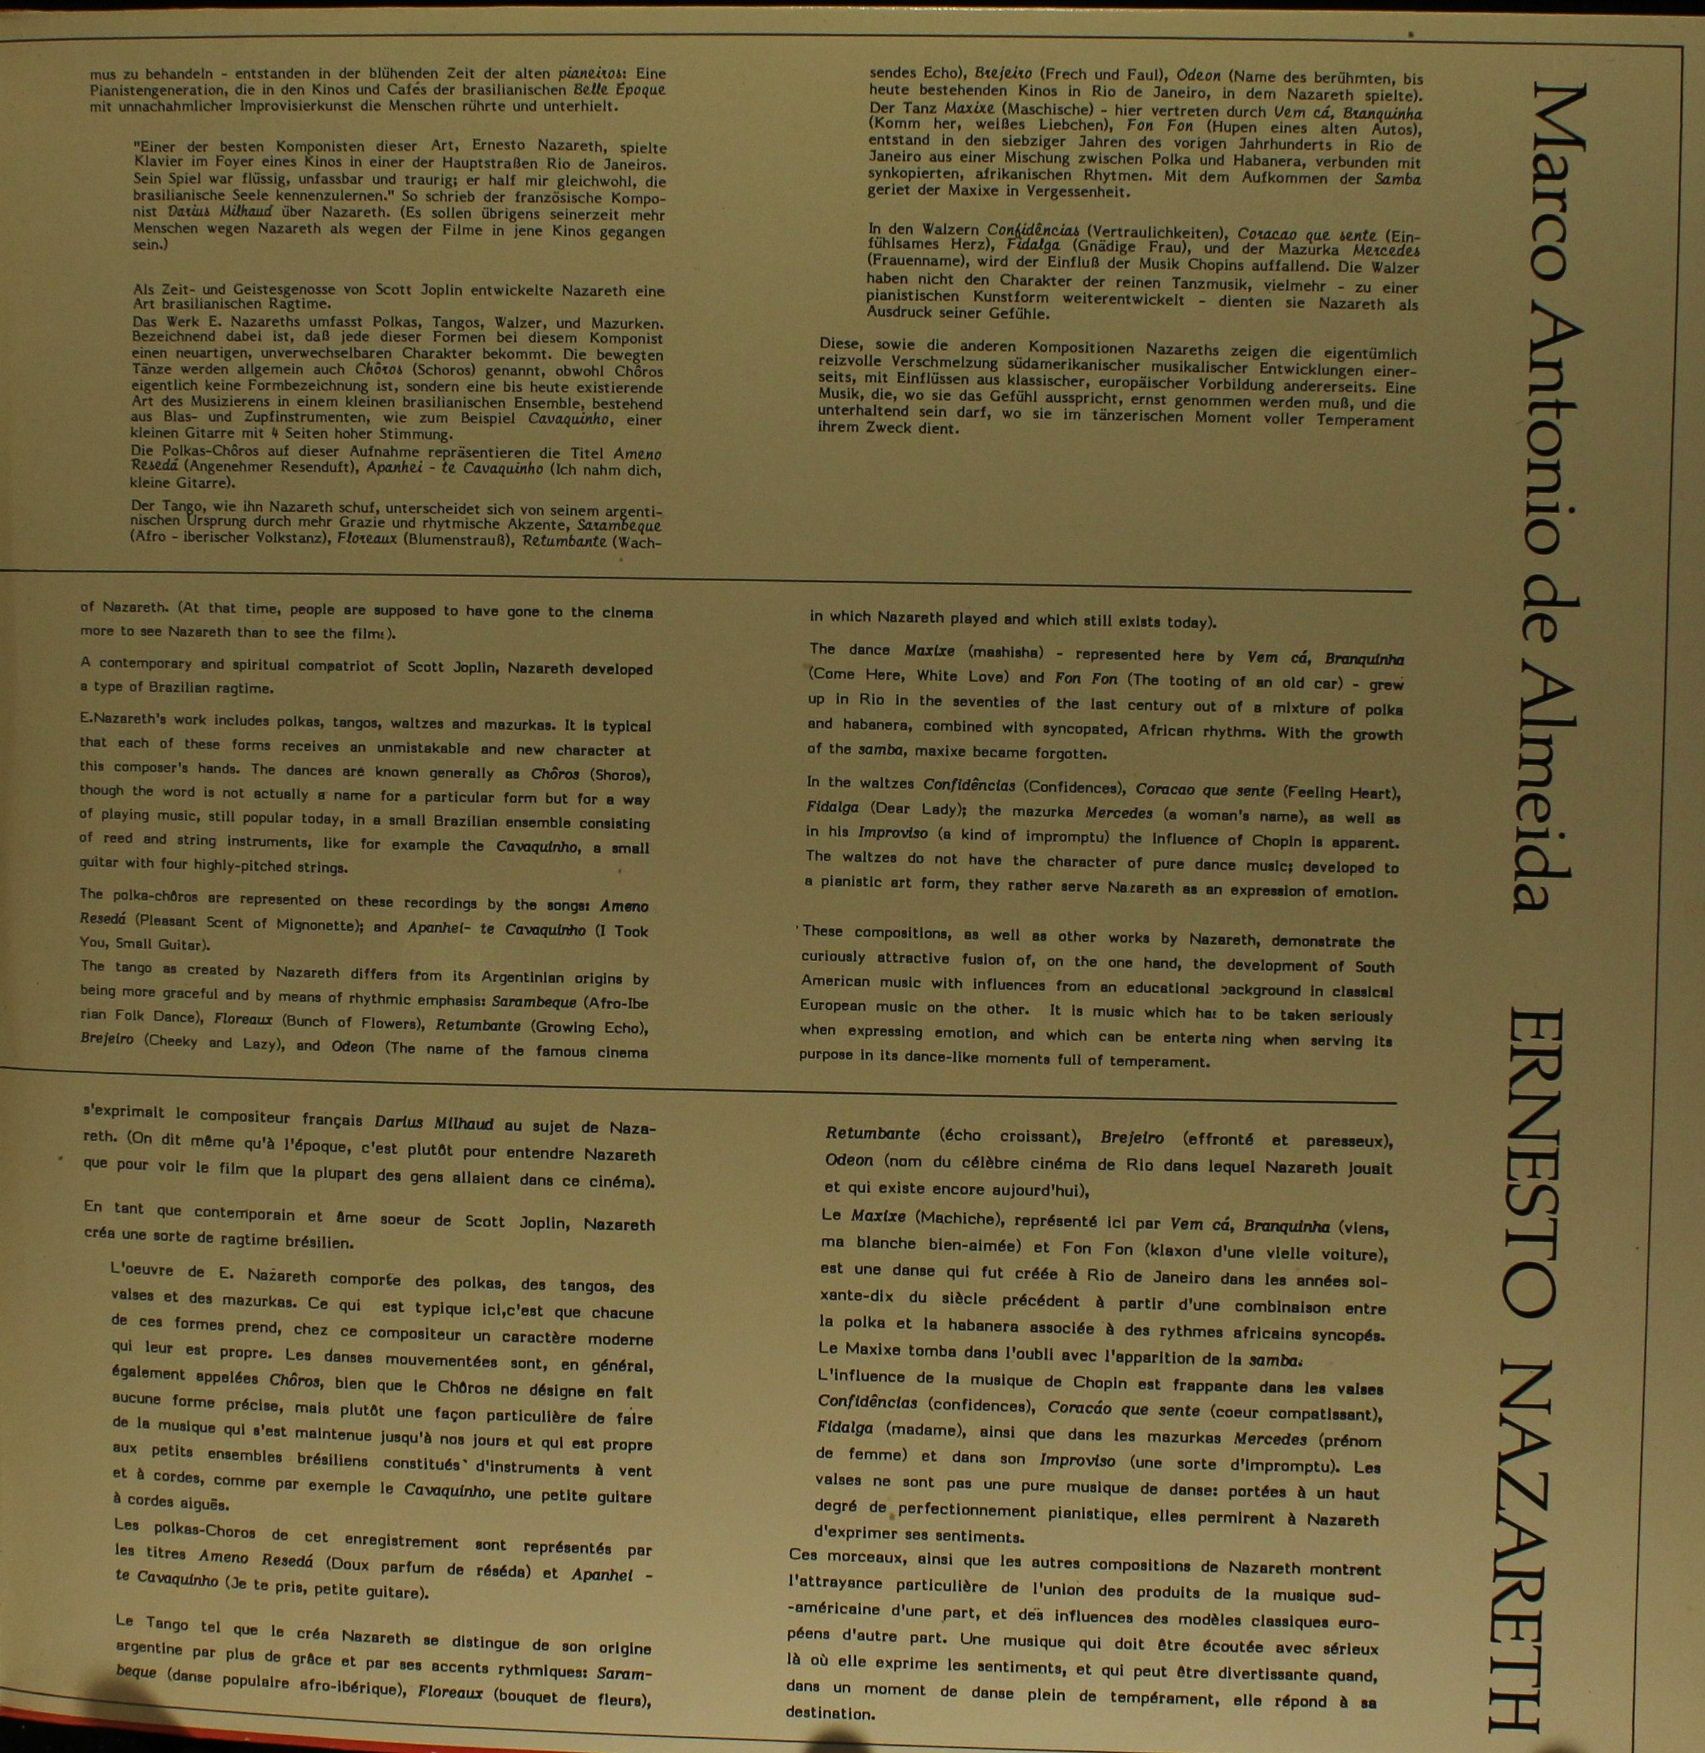 mus zu behandeln - entstanden in der blühenden Zeit der alten pianeiros: Eine
Pianistengeneration, die in den Kinos und Cafés der brasilianischen Belle Époque
mit unnachahmlicher Improvisierkunst die Menschen rührte und unterhielt.
"Einer der besten Komponisten dieser Art, Ernesto Nazareth, spielte
Klavier im Foyer eines Kinos in einer der Hauptstraßen Rio de Janeiros.
Sein Spiel war flüssig, unfassbar und traurig; er half mir gleichwohl, die
brasilianische Seele kennenzulernen." So schrieb der französische Kompo-
nist Darius Milhaud über Nazareth. (Es sollen übrigens seinerzeit mehr
Menschen wegen Nazareth als wegen der Filme in jene Kinos gegangen
sein.)
Als Zeit- und Geistesgenosse von Scott Joplin entwickelte Nazareth eine
Art brasilianischen Ragtime.
Das Werk E. Nazareths umfasst Polkas, Tangos, Walzer, und Mazurken.
Bezeichnend dabei ist, daß jede dieser Formen bei diesem Komponist
einen neuartigen, unverwechselbaren Charakter bekommt. Die bewegten
Tänze werden allgemein auch Chôros (Schoros) genannt, obwohl Chôros
eigentlich keine Formbezeichnung ist, sondern eine bis heute existierende
Art des Musizierens in einem kleinen brasilianischen Ensemble, bestehend
aus Blas- und Zupfinstrumenten, wie zum Beispiel Cavaquinho, einer
kleinen Gitarre mit 4 Seiten hoher Stimmung.
Die Polkas-Chôros auf dieser Aufnahme repräsentieren die Titel Ameno
Resedá (Angenehmer Resenduft), Apanhei - te Cavaquinho (Ich nahm dich,
kleine Gitarre).
Der Tango, wie ihn Nazareth schuf, unterscheidet sich von seinem argenti-
nischen Ursprung durch mehr Grazie und rhytmische Akzente, Sarambeque
(Afro - iberischer Volkstanz), Floreaux (Blumenstrauß), Retumbante (Wach-
sendes Echo), Brejeiro (Frech und Faul), Odeon (Name des berühmten, bis
heute bestehenden Kinos in Rio de Janeiro, in dem Nazareth spielte).
Der Tanz Maxixe (Maschische) - hier vertreten durch Vem cá, Branquinha
(Komm her, weißes Liebchen), Fon Fon (Hupen eines alten Autos),
entstand in den siebziger Jahren des vorigen Jahrhunderts in Rio de
Janeiro aus einer Mischung zwischen Polka und Habanera, verbunden mit
synkopierten, afrikanischen Rhytmen. Mit dem Aufkommen der Samba
geriet der Maxixe in Vergessenheit.
In den Walzern Confidências (Vertraulichkeiten), Coracao que sente (Ein-
fühlsames Herz), Fidalga (Gnädige Frau), und der Mazurka Mercedes
(Frauenname), wird der Einfluß der Musik Chopins auffallend. Die Walzer
haben nicht den Charakter der reinen Tanzmusik, vielmehr - zu einer
pianistischen Kunstform weiterentwickelt - dienten sie Nazareth als
Ausdruck seiner Gefühle.
Diese, sowie die anderen Kompositionen Nazareths zeigen die eigentümlich
reizvolle Verschmelzung südamerikanischer musikalischer Entwicklungen einer-
seits, mit Einflüssen aus klassischer, europäischer Vorbildung andererseits. Eine
Musik, die, wo sie das Gefühl ausspricht, ernst genommen werden muß, und die
unterhaltend sein darf, wo sie im tänzerischen Moment voller Temperament
ihrem Zweck dient.
of Nazareth. (At that time, people are supposed to have gone to the cinema
more to see Nazareth than to see the films).
A contemporary and spiritual compatriot of Scott Joplin, Nazareth developed
a type of Brazilian ragtime.
E.Nazareth's work includes polkas, tangos, waltzes and mazurkas. It is typical
that each of these forms receives an unmistakable and new character at
this composer's hands. The dances are known generally as Chôros (Shoros),
though the word is not actually a name for a particular form but for a way
of playing music, still popular today, in a small Brazilian ensemble consisting
of reed and string instruments, like for example the Cavaquinho, a small
guitar with four highly-pitched strings.
The polka-chôros are represented on these recordings by the songs: Ameno
Resedá (Pleasant Scent of Mignonette); and Apanhei- te Cavaquinho (I Took
You, Small Guitar).
The tango as created by Nazareth differs from its Argentinian origins by
being more graceful and by means of rhythmic emphasis: Sarambeque (Afro-Ibe
rian Folk Dance), Floreaux (Bunch of Flowers), Retumbante (Growing Echo),
Brejeiro (Cheeky and Lazy), and Odeon (The name of the famous cinema
in which Nazareth played and which still exists today).
The dance Maxixe (mashisha) - represented here by Vem cá, Branquinha
(Come Here, White Love) and Fon Fon (The tooting of an old car) - grew
up in Rio in the seventies of the last century out of a mixture of polka
and habanera, combined with syncopated, African rhythms. With the growth
of the samba, maxixe became forgotten.
In the waltzes Confidências (Confidences), Coracao que sente (Feeling Heart),
Fidalga (Dear Lady); the mazurka Mercedes (a woman's name), as well as
in his Improviso (a kind of impromptu) the influence of Chopin is apparent.
The waltzes do not have the character of pure dance music; developed to
a pianistic art form, they rather serve Nazareth as an expression of emotion.
These compositions, as well as other works by Nazareth, demonstrate the
curiously attractive fusion of, on the one hand, the development of South
American music with influences from an educational background in classical
European music on the other. It is music which has to be taken seriously
when expressing emotion, and which can be enterta ning when serving its
purpose in its dance-like moments full of temperament.
s'exprimait le compositeur français Darius Milhaud au sujet de Naza-
reth. (On dit même qu'à l'époque, c'est plutôt pour entendre Nazareth
que pour voir le film que la plupart des gens allaient dans ce cinéma).
En tant que contemporain et âme soeur de Scott Joplin, Nazareth
créa une sorte de ragtime brésilien.
L'oeuvre de E. Nazareth comporte des polkas, des tangos, des
valses et des mazurkas. Ce qui est typique ici,c'est que chacune
de ces formes prend, chez ce compositeur un caractère moderne
qui leur est propre. Les danses mouvementées sont, en général,
également appelées Chôros, bien que le Chôros ne désigne en fait
aucune forme précise, mais plutôt une façon particulière de faire
de la musique qui s'est maintenue jusqu'à nos jours et qui est propre
aux petits ensembles brésiliens constitués d'instruments à vent
et à cordes, comme par exemple le Cavaquinho, une petite guitare
à cordes aiguës.
Les polkas-Choros de cet enregistrement sont représentés par
les titres Ameno Resedá (Doux parfum de réséda) et Apanhei -
te Cavaquinho (Je te pris, petite guitare).
Le Tango tel que le créa Nazareth se distingue de son origine
argentine par plus de grâce et par ses accents rythmiques: Saram-
beque (danse populaire afro-ibérique), Floreaux (bouquet de fleurs),
Retumbante (écho croissant), Brejeiro (effronté et paresseux),
Odeon (nom du célèbre cinéma de Rio dans lequel Nazareth jouait
et qui existe encore aujourd'hui),
Le Maxixe (Machiche), représenté ici par Vem cá, Branquinha (viens,
ma blanche bien-aimée) et Fon Fon (klaxon d'une vielle voiture),
est une danse qui fut créée à Rio de Janeiro dans les années soi-
xante-dix du siècle précédent à partir d'une combinaison entre
la polka et la habanera associée à des rythmes africains syncopés.
Le Maxixe tomba dans l'oubli avec l'apparition de la samba.
L'influence de la musique de Chopin est frappante dans les valses
Confidências (confidences), Coracáo que sente (coeur compatissant),
Fidalga (madame), ainsi que dans les mazurkas Mercedes (prénom
de femme) et dans son Improviso (une sorte d'impromptu). Les
valses ne sont pas une pure musique de danse: portées à un haut
degré de perfectionnement pianistique, elles permirent à Nazareth
d'exprimer ses sentiments.
Ces morceaux, ainsi que les autres compositions de Nazareth montrent
l'attrayance particulière de l'union des produits de la musique sud-
-américaine d'une part, et des influences des modèles classiques euro-
péens d'autre part. Une musique qui doit être écoutée avec sérieux
là où elle exprime les sentiments, et qui peut être divertissante quand,
dans un moment de danse plein de tempérament, elle répond à sa
destination.
Marco Antonio de Almeida ERNESTO NAZARETH